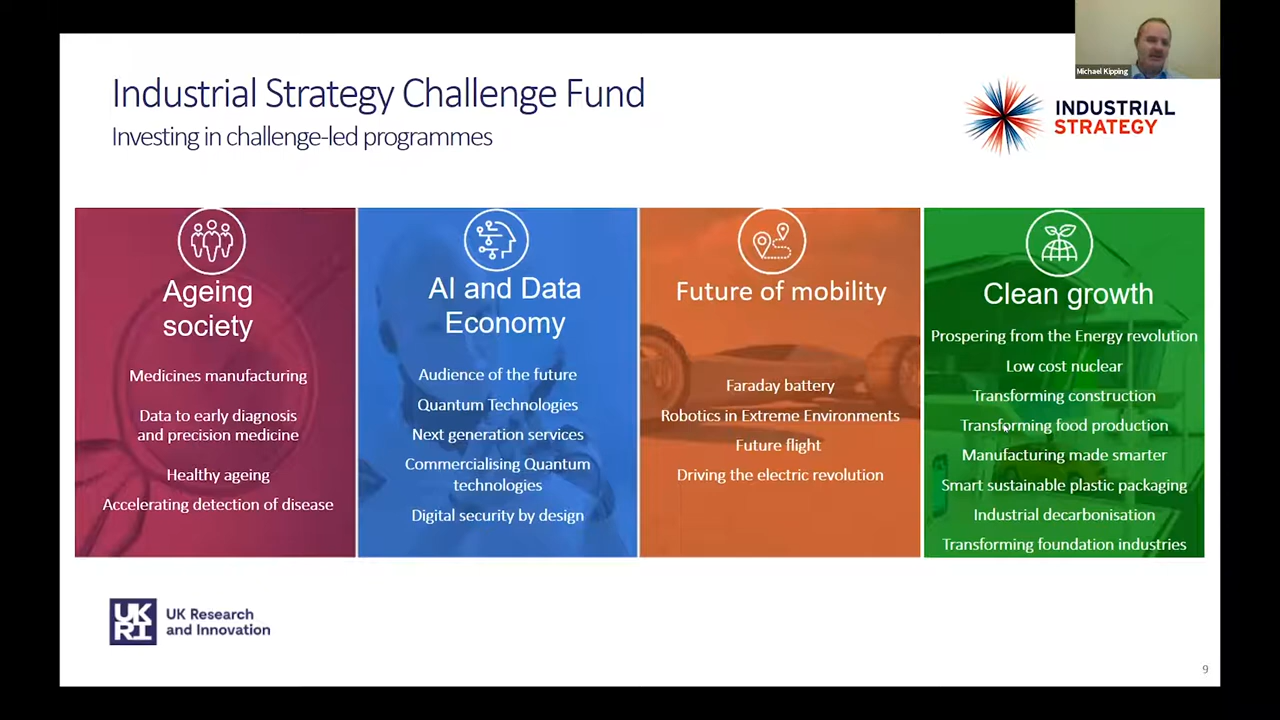 Michael Kipping
Industrial Strategy Challenge Fund
Investing in challenge-led programmes
INDUSTRIAL
STRATEGY
Ageing
society
Medicines manufacturing
Data to early diagnosis
and precision medicine
Healthy ageing
Accelerating detection of disease
AI and Data
Economy
Audience of the future
Quantum Technologies
Next generation services
Commercialising Quantum
technologies
Digital security by design
Future of mobility
Faraday battery
Robotics in Extreme Environments
Future flight
Driving the electric revolution
Clean growth
Prospering from the Energy revolution
Low cost nuclear
Transforming construction
Transforming food production
Manufacturing made smarter
Smart sustainable plastic packaging
Industrial decarbonisation
Transforming foundation industries
UK
RI
UK Research
and Innovation
9